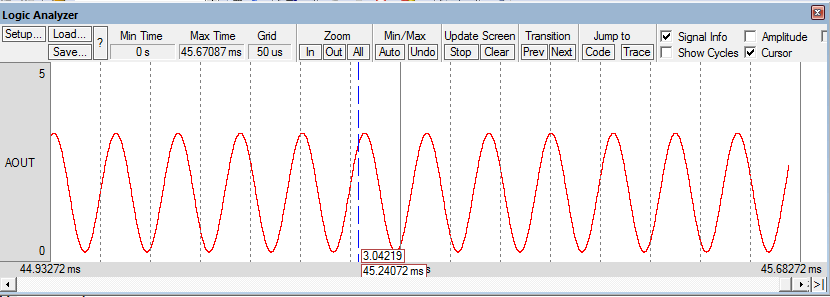 Logic Analyzer
Setup... Load... Save... ? Min Time Max Time Grid Zoom Min/Max Update Screen Transition Jump to Signal Info Amplitude
0 s 45.67087 ms 50 us In Out All Auto Undo Stop Clear Prev Next Code Trace Show Cycles Cursor
5
AOUT
0
3.04219
44.93272 ms 45.24072 ms s 45.68272 ms